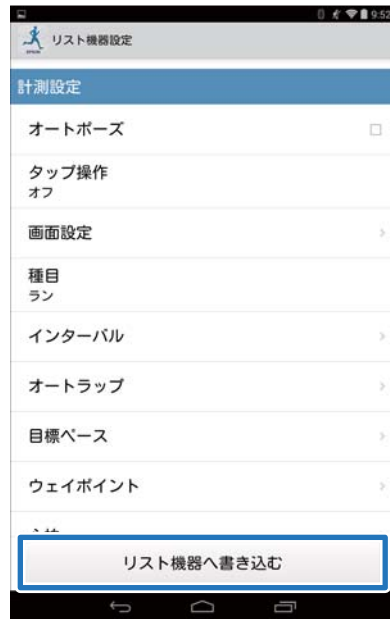 9:52
リスト機器設定
EPSON
計測設定
オートポーズ
タップ操作
オフ
画面設定
種目
ラン
インターバル
オートラップ
目標ペース
ウェイポイント
リスト機器へ書き込む